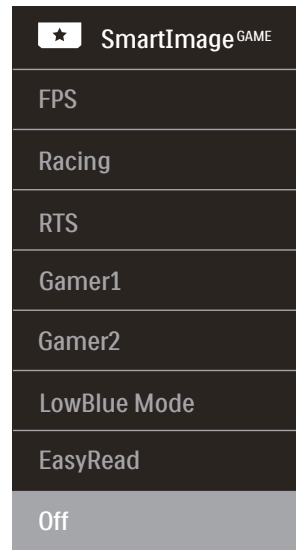 SmartImage GAME
FPS
Racing
RTS
Gamer1
Gamer2
LowBlue Mode
EasyRead
Off